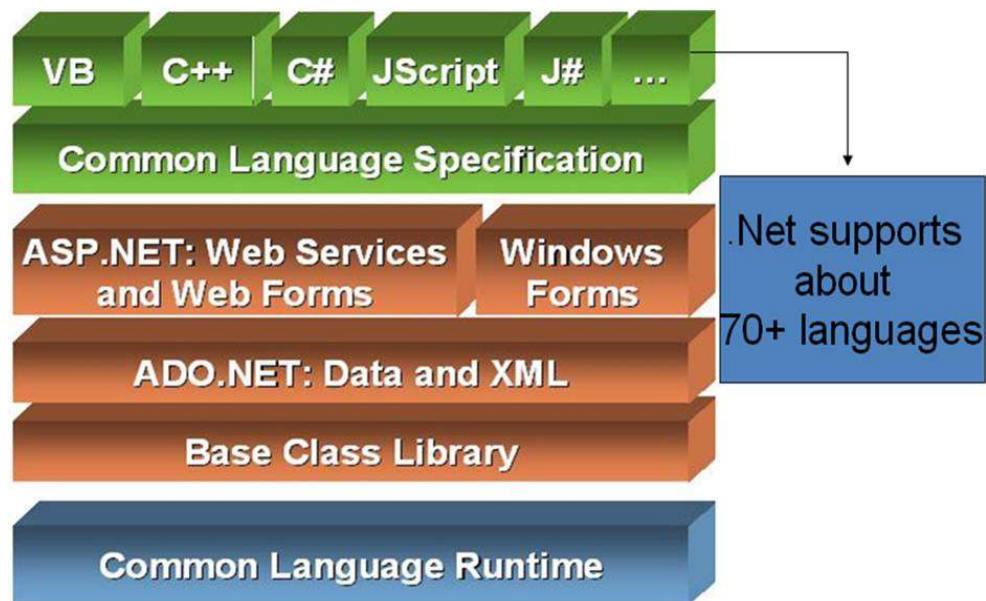 VB
C++
C#
JScript
J#
...
Common Language Specification
.Net supports
about
70+ languages
ASP.NET: Web Services
and Web Forms
Windows
Forms
ADO.NET: Data and XML
Base Class Library
Common Language Runtime